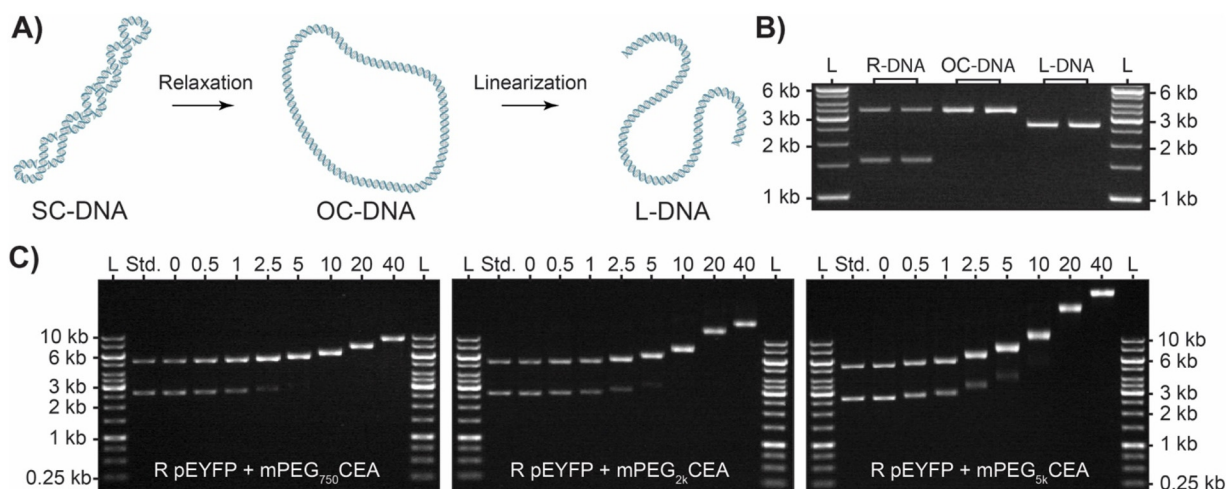 A)
Relaxation
Linearization
SC-DNA
OC-DNA
L-DNA
B)
L R-DNA OC-DNA L-DNA L
6 kb 6 kb
3 kb 3 kb
2 kb 2 kb
1 kb 1 kb
C)
L Std. 0 0.5 1 2.5 5 10 20 40 L
L Std. 0 0.5 1 2.5 5 10 20 40 L
L Std. 0 0.5 1 2.5 5 10 20 40 L
10 kb
6 kb
3 kb
2 kb
1 kb
0.25 kb
R pEYFP + mPEG750CEA
R pEYFP + mPEG2kCEA
R pEYFP + mPEG5kCEA
10 kb
6 kb
3 kb
2 kb
1 kb
0.25 kb